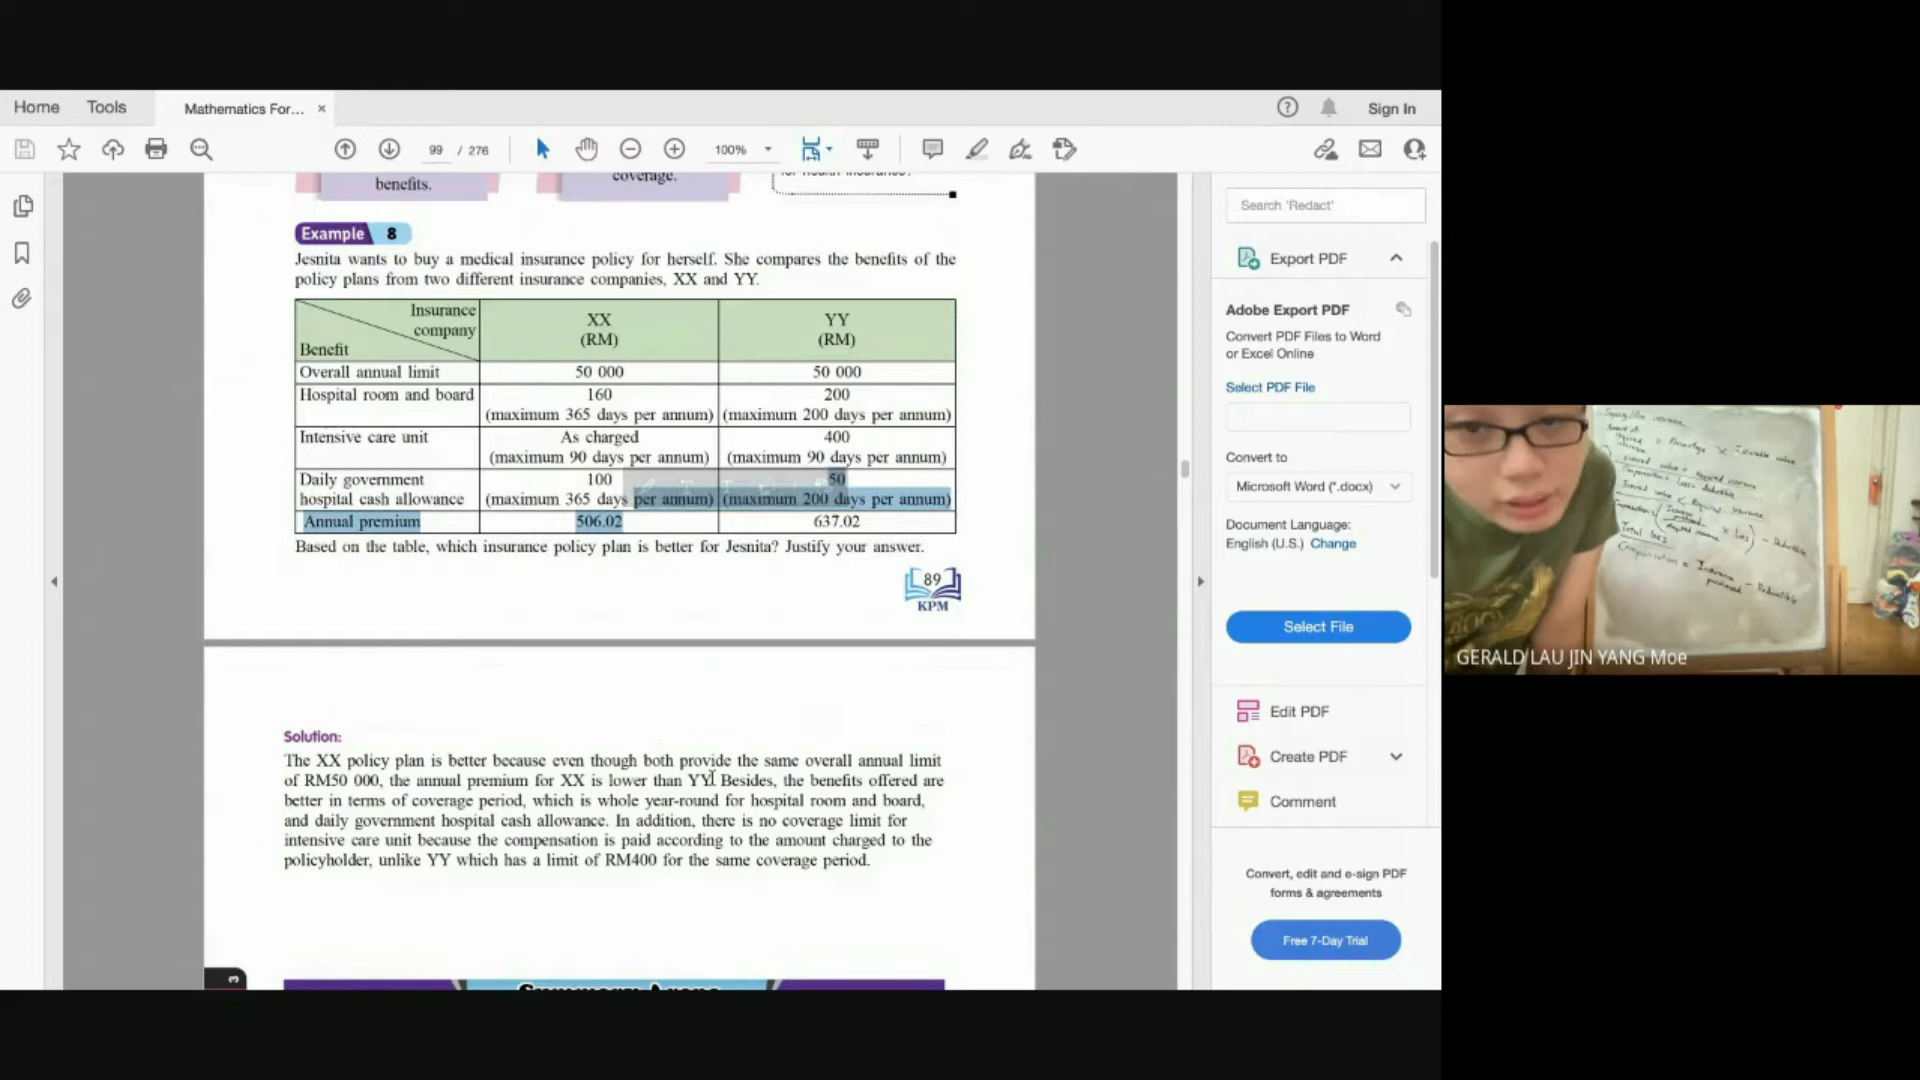 Home Tools Mathematics For... × Sign In
99 / 276 100%
benefits. coverage.
Example 8
Jesnita wants to buy a medical insurance policy for herself. She compares the benefits of the
policy plans from two different insurance companies, XX and YY.
Insurance
company
Benefit
XX
(RM)
YY
(RM)
Overall annual limit 50 000 50 000
Hospital room and board 160 200
(maximum 365 days per annum) (maximum 200 days per annum)
Intensive care unit As charged 400
(maximum 90 days per annum) (maximum 90 days per annum)
Daily government 100 50
hospital cash allowance (maximum 365 days per annum) (maximum 200 days per annum)
Annual premium 506.02 637.02
Based on the table, which insurance policy plan is better for Jesnita? Justify your answer.
89
KPM
Solution:
The XX policy plan is better because even though both provide the same overall annual limit
of RM50 000, the annual premium for XX is lower than YY. Besides, the benefits offered are
better in terms of coverage period, which is whole year-round for hospital room and board,
and daily government hospital cash allowance. In addition, there is no coverage limit for
intensive care unit because the compensation is paid according to the amount charged to the
policyholder, unlike YY which has a limit of RM400 for the same coverage period.
3
Search 'Redact'
Export PDF
Adobe Export PDF
Convert PDF Files to Word
or Excel Online
Select PDF File
Convert to
Microsoft Word (*.docx)
Document Language:
English (U.S.) Change
Select File
Edit PDF
Create PDF
Comment
Convert, edit and e-sign PDF
forms & agreements
Free 7-Day Trial
= Percentage × Insurable value
Total loss
Compensation = Insurance purchased - Deductible
GERALD LAU JIN YANG Moe